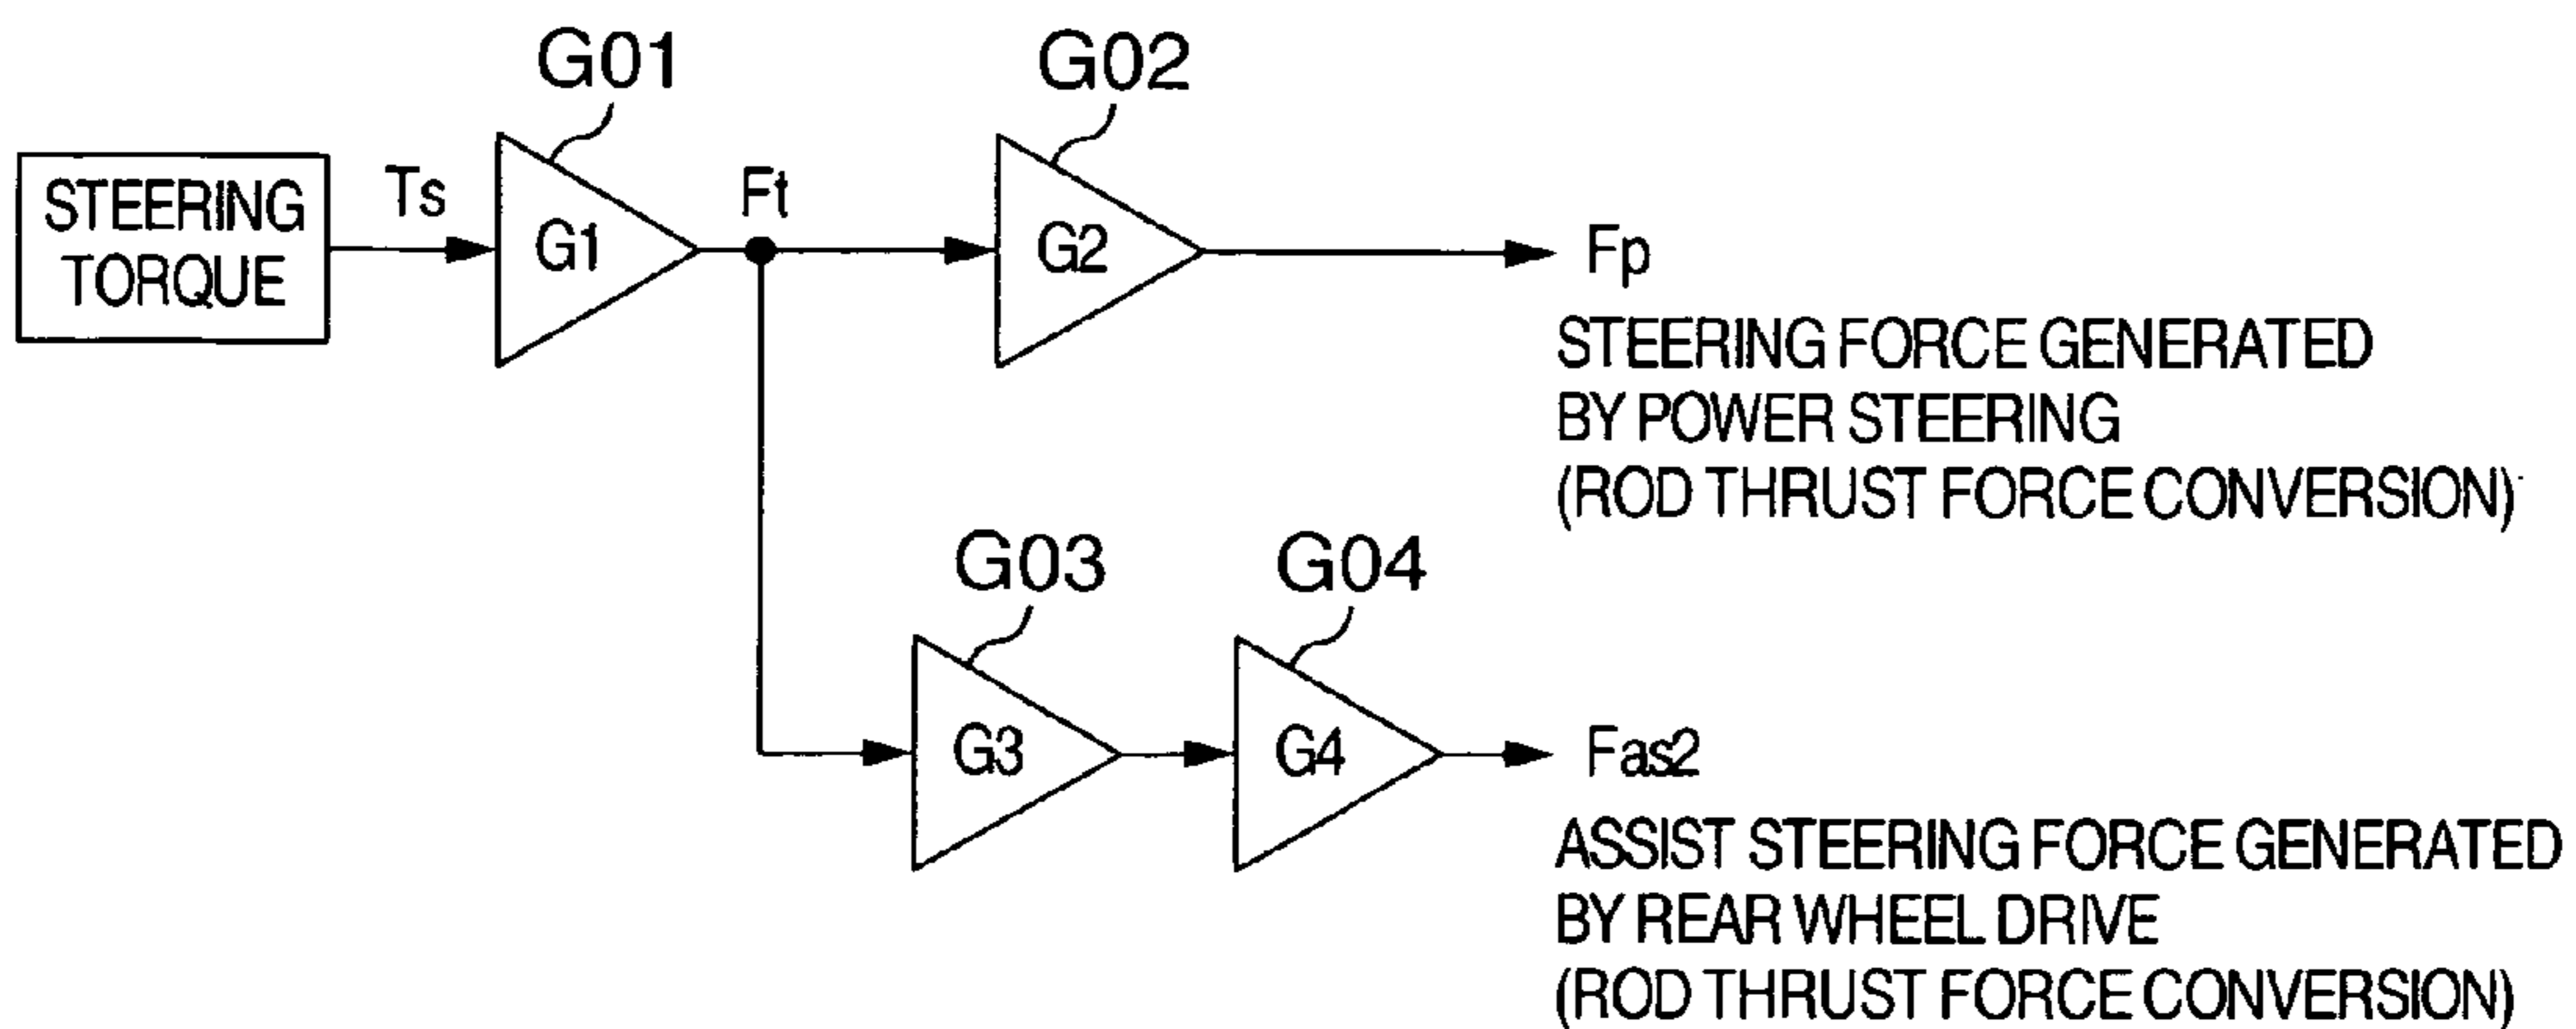 G01
G02
STEERING
TORQUE
Ts
G1
Ft
G2
Fp
STEERING FORCE GENERATED
BY POWER STEERING
(ROD THRUST FORCE CONVERSION)
G03
G04
G3
G4
Fas2
ASSIST STEERING FORCE GENERATED
BY REAR WHEEL DRIVE
(ROD THRUST FORCE CONVERSION)